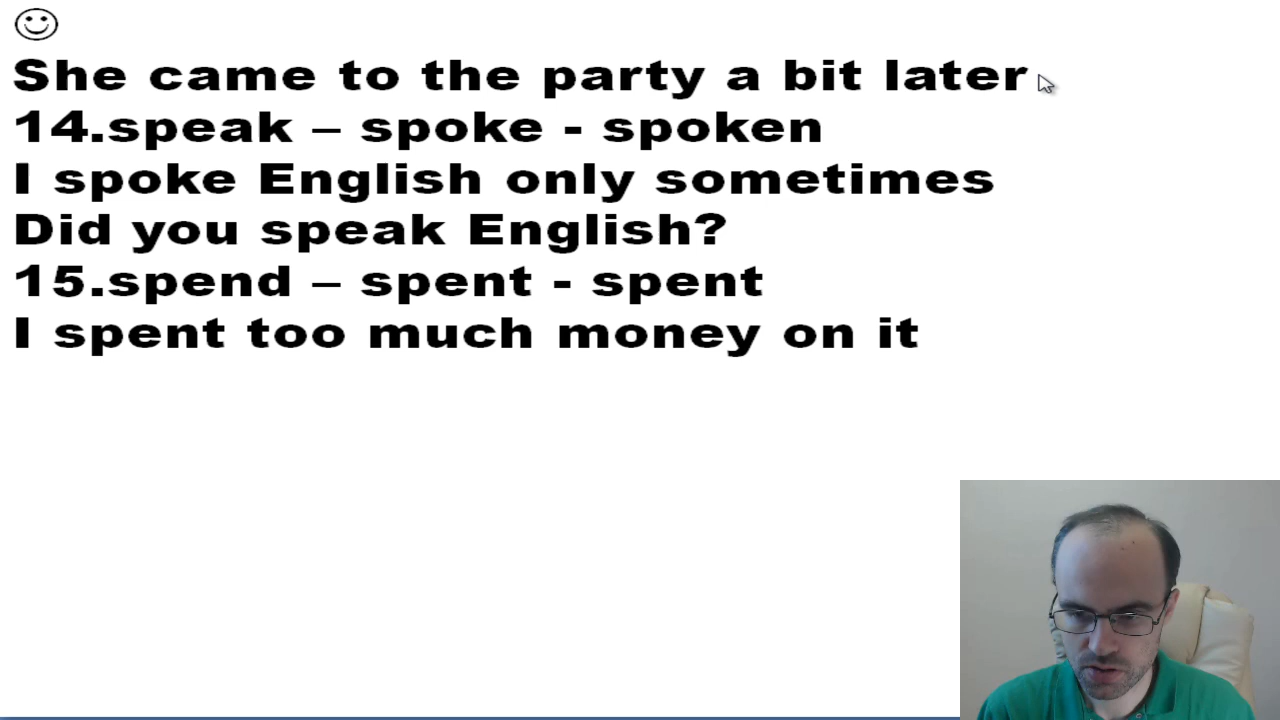 She came to the party a bit later
14.speak – spoke - spoken
I spoke English only sometimes
Did you speak English?
15.spend – spent - spent
I spent too much money on it